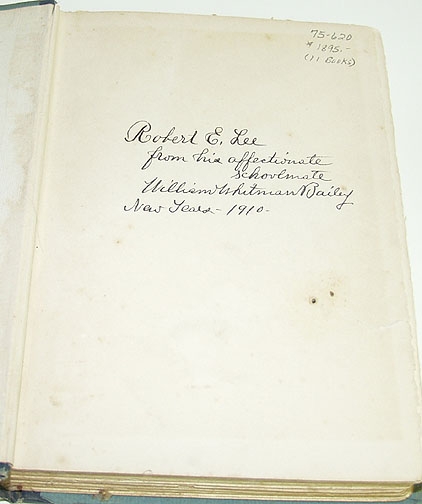 75-620
* 1895.-
(11 Books)
Robert E. Lee
from his affectionate
schoolmate
William Whitman Bailey
New Years - 1910 -